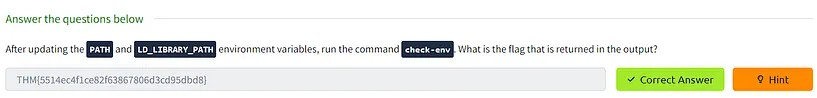 Answer the questions below
After updating the PATH and LD_LIBRARY_PATH environment variables, run the command check-env. What is the flag that is returned in the output?
THM{5514ec4f1ce82f63867806d3cd95dbd8}
Correct Answer
Hint